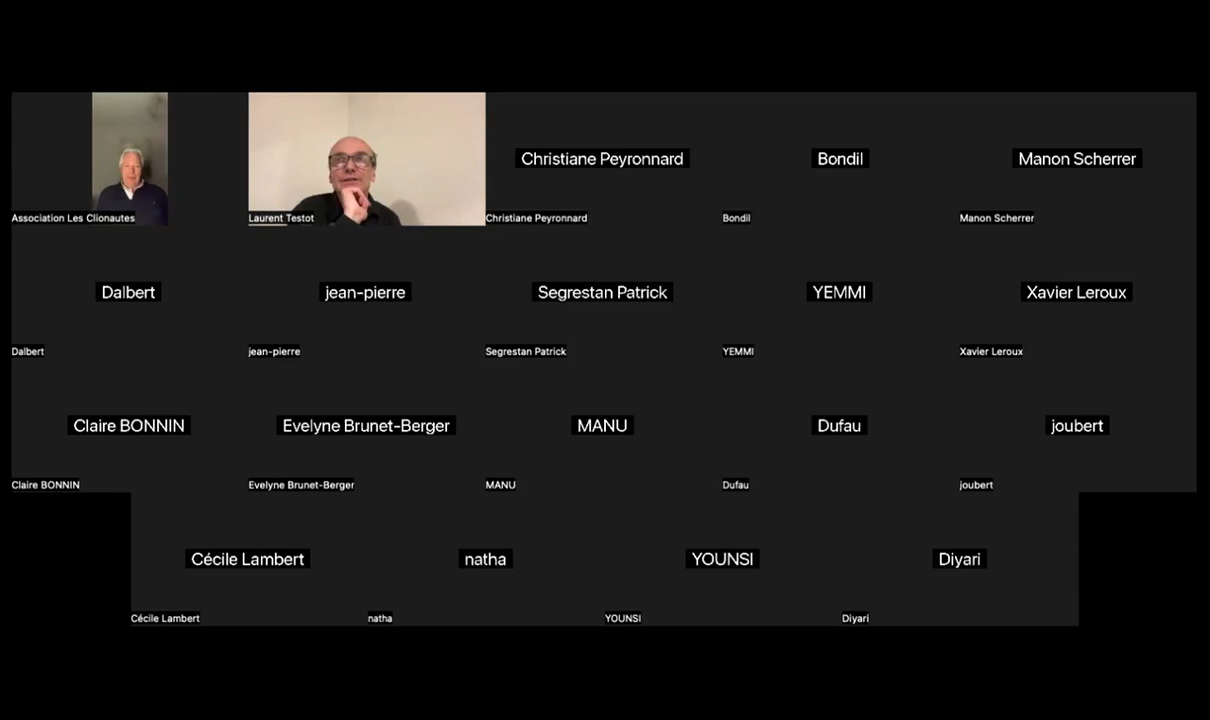 Christiane Peyronnard
Bondil
Manon Scherrer
Association Les Clionautes
Laurent Testot
Christiane Peyronnard
Bondil
Manon Scherrer
Dalbert
jean-pierre
Segrestan Patrick
YEMMI
Xavier Leroux
Dalbert
jean-pierre
Segrestan Patrick
YEMMI
Xavier Leroux
Claire BONNIN
Evelyne Brunet-Berger
MANU
Dufau
joubert
Claire BONNIN
Evelyne Brunet-Berger
MANU
Dufau
joubert
Cécile Lambert
natha
YOUNSI
Diyari
Cécile Lambert
natha
YOUNSI
Diyari